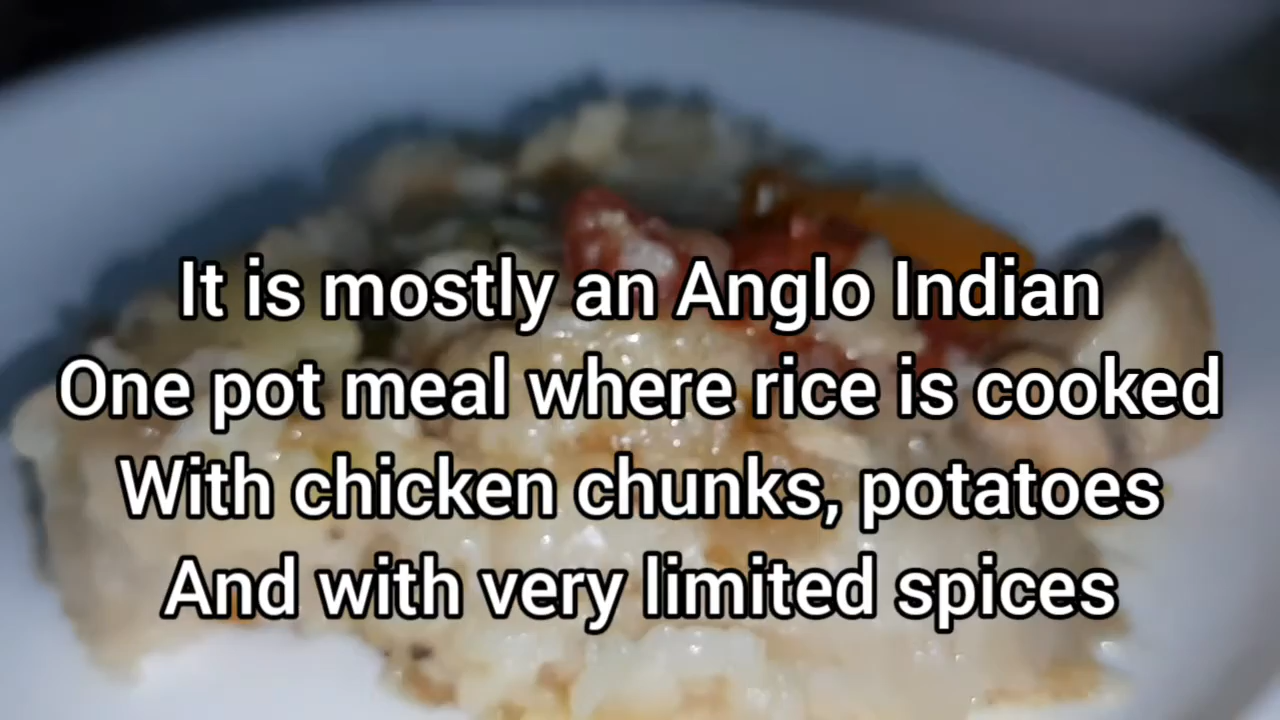 It is mostly an Anglo Indian
One pot meal where rice is cooked
With chicken chunks, potatoes
And with very limited spices